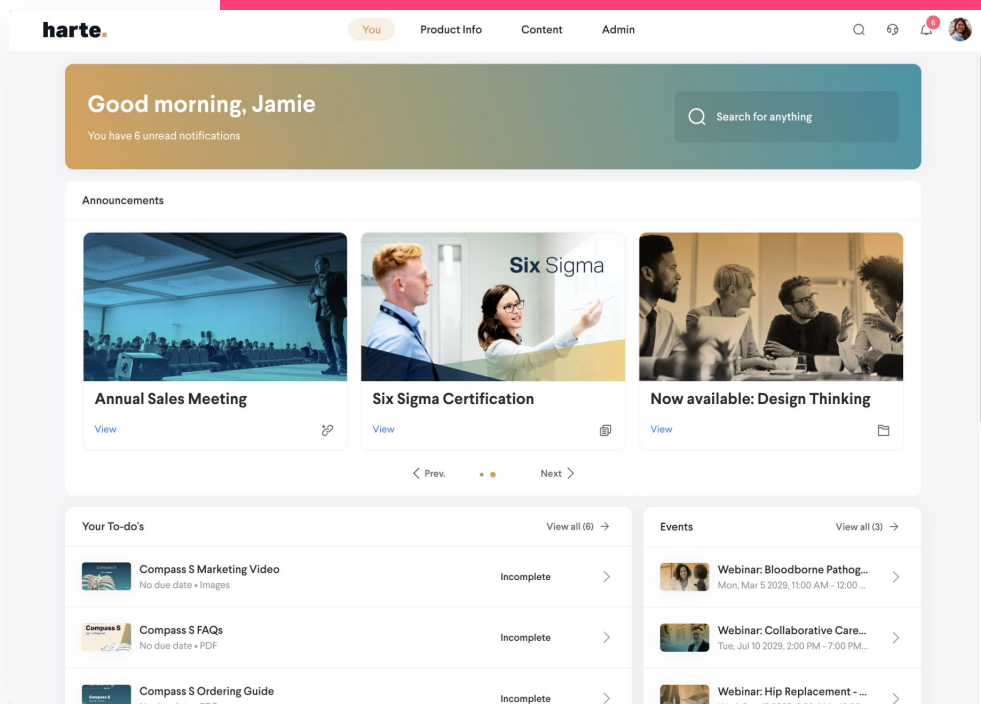 harte.
You
Product Info
Content
Admin
6
Good morning, Jamie
You have 6 unread notifications
Search for anything
Announcements
Six Sigma
Annual Sales Meeting
View
Six Sigma Certification
View
Now available: Design Thinking
View
Prev.
Next
Your To-do's
View all (6)
Compass S Marketing Video
No due date • Images
Incomplete
Compass S
Compass S FAQs
No due date • PDF
Incomplete
Compass S Ordering Guide
Incomplete
Events
View all (3)
Webinar: Bloodborne Pathog...
Mon, Mar 5 2029, 11:00 AM - 12:00 ...
Webinar: Collaborative Care...
Tue, Jul 10 2029, 2:00 PM - 7:00 PM...
Webinar: Hip Replacement - ...